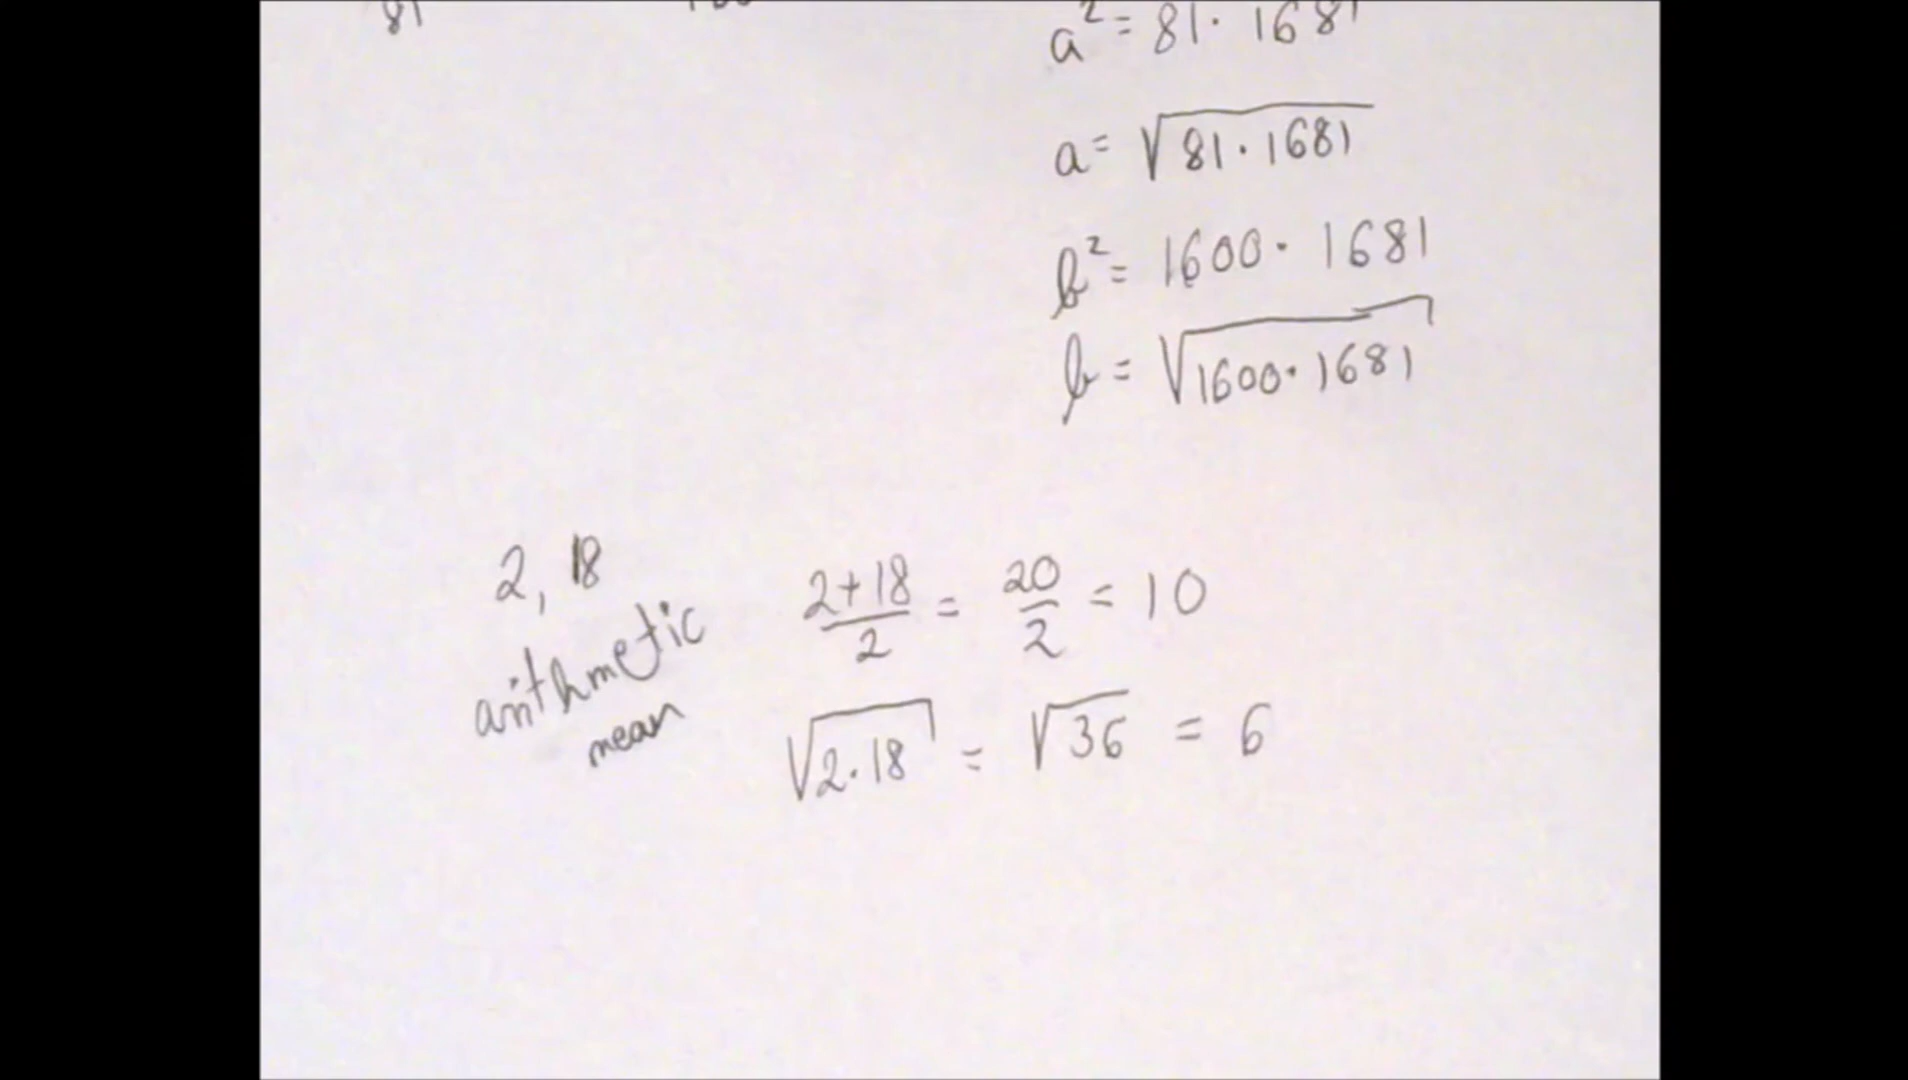 81
a² = 81 · 1681
a = √81 · 1681
b² = 1600 · 1681
b = √1600 · 1681
2, 18
arithmetic
mean
2+18/2 = 20/2 = 10
√2·18 = √36 = 6